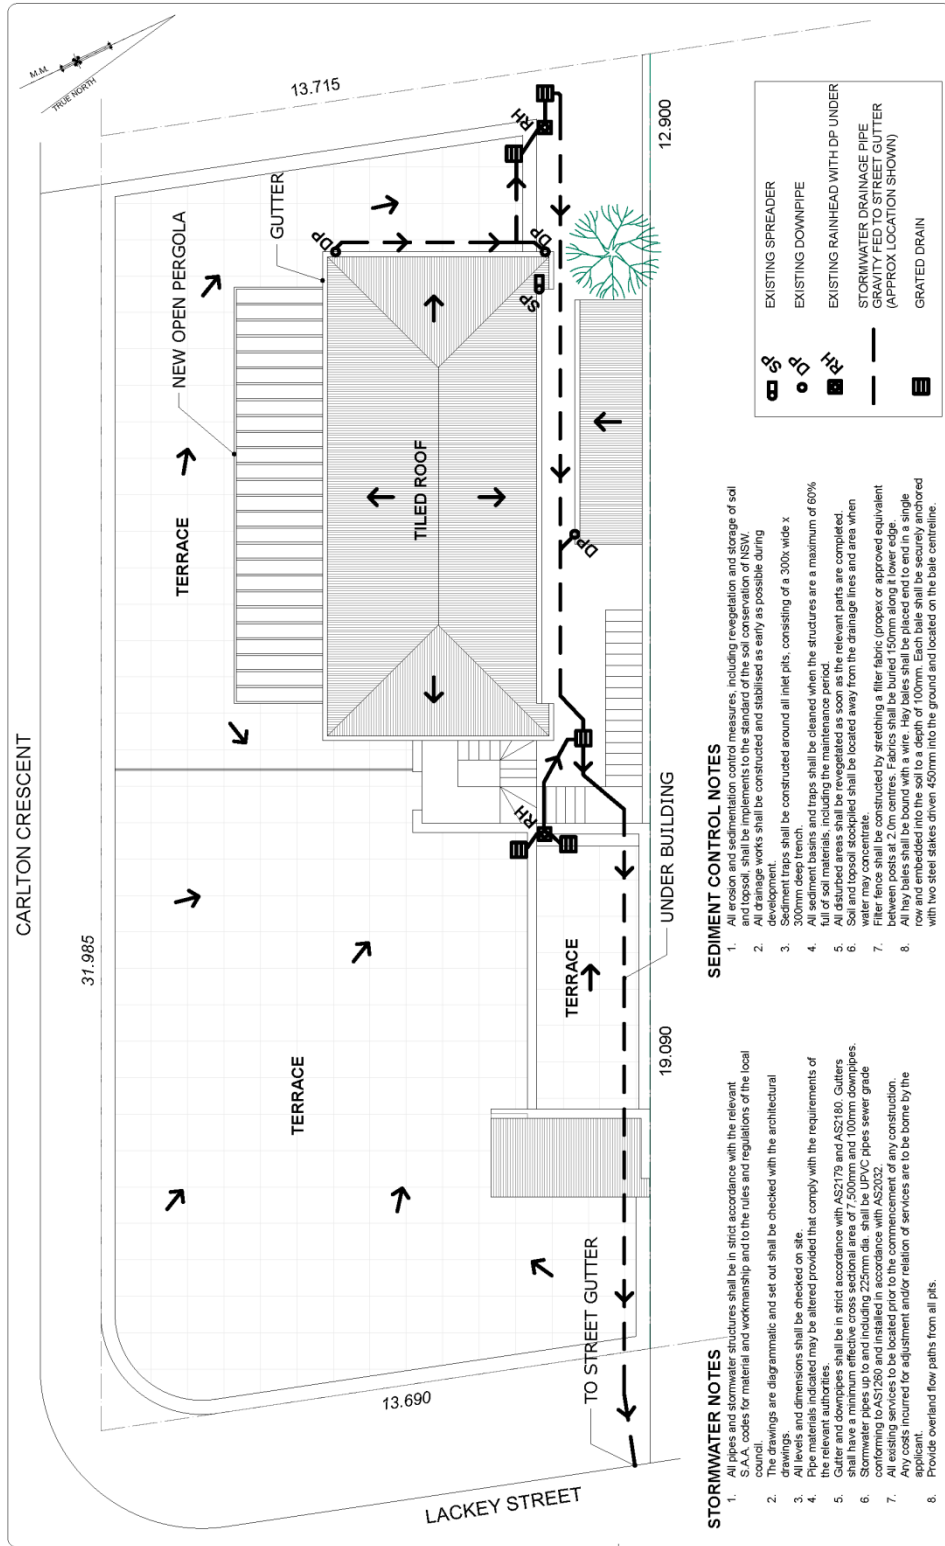 CARLTON CRESCENT
M.M.
TRUE NORTH
31.985
13.715
12.900
19.090
13.690
LACKEY STREET
NEW OPEN PERGOLA
GUTTER
TERRACE
TERRACE
TERRACE
TILED ROOF
DP
DP
SP
RH
DP
RH
UNDER BUILDING
TO STREET GUTTER
STORMWATER NOTES
1. All pipes and stormwater structures shall be in strict accordance with the relevant
S.A.A. codes for material and workmanship and to the rules and regulations of the local
council.
2. The drawings are diagrammatic and set out shall be checked with the architectural
drawings.
3. All levels and dimensions shall be checked on site.
4. Pipe materials indicated may be altered provided that comply with the requirements of
the relevant authorities.
5. Gutter and downpipes shall be in strict accordance with AS2179 and AS2180. Gutters
shall have a minimum effective cross sectional area of 7,500mm and 100mm downpipes.
6. Stormwater pipes up to and including 225mm dia. shall be UPVC pipes sewer grade
conforming to AS1260 and installed in accordance with AS2032.
7. All existing services to be located prior to the commencement of any construction.
Any costs incurred for adjustment and/or relation of services are to be borne by the
applicant.
8. Provide overland flow paths from all pits.
SEDIMENT CONTROL NOTES
1. All erosion and sedimentation control measures, including revegetation and storage of soil
and topsoil, shall be implements to the standard of the soil conservation of NSW.
2. All drainage works shall be constructed and stabilised as early as possible during
development.
3. Sediment traps shall be constructed around all inlet pits, consisting of a 300x wide x
300mm deep trench.
4. All sediment basins and traps shall be cleaned when the structures are a maximum of 60%
full of soil materials, including the maintenance period.
5. All disturbed areas shall be revegetated as soon as the relevant parts are completed.
6. Soil and topsoil stockpiled shall be located away from the drainage lines and area when
water may concentrate.
7. Filter fence shall be constructed by stretching a filter fabric (propex or approved equivalent
between posts at 2.0m centres. Fabrics shall be buried 150mm along it lower edge.
8. All hay bales shall be bound with a wire. Hay bales shall be placed end to end in a single
row and embedded into the soil to a depth of 100mm. Each bale shall be securely anchored
with two steel stakes driven 450mm into the ground and located on the bale centreline.
SP EXISTING SPREADER
DP EXISTING DOWNPIPE
RH EXISTING RAINHEAD WITH DP UNDER
STORMWATER DRAINAGE PIPE
GRAVITY FED TO STREET GUTTER
(APPROX LOCATION SHOWN)
GRATED DRAIN